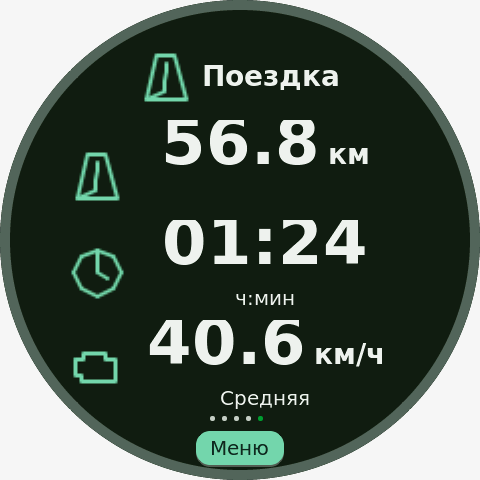 Поездка
56.8 км
01:24
ч:мин
40.6 км/ч
Средняя
Меню